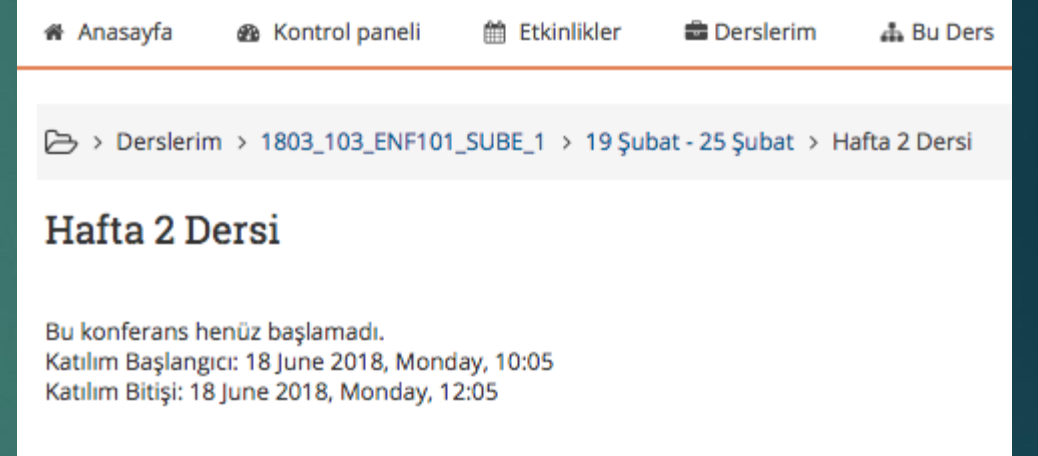 Anasayfa Kontrol paneli Etkinlikler Derslerim Bu Ders
> Derslerim > 1803_103_ENF101_SUBE_1 > 19 Şubat - 25 Şubat > Hafta 2 Dersi
Hafta 2 Dersi
Bu konferans henüz başlamadı.
Katılım Başlangıcı: 18 June 2018, Monday, 10:05
Katılım Bitişi: 18 June 2018, Monday, 12:05